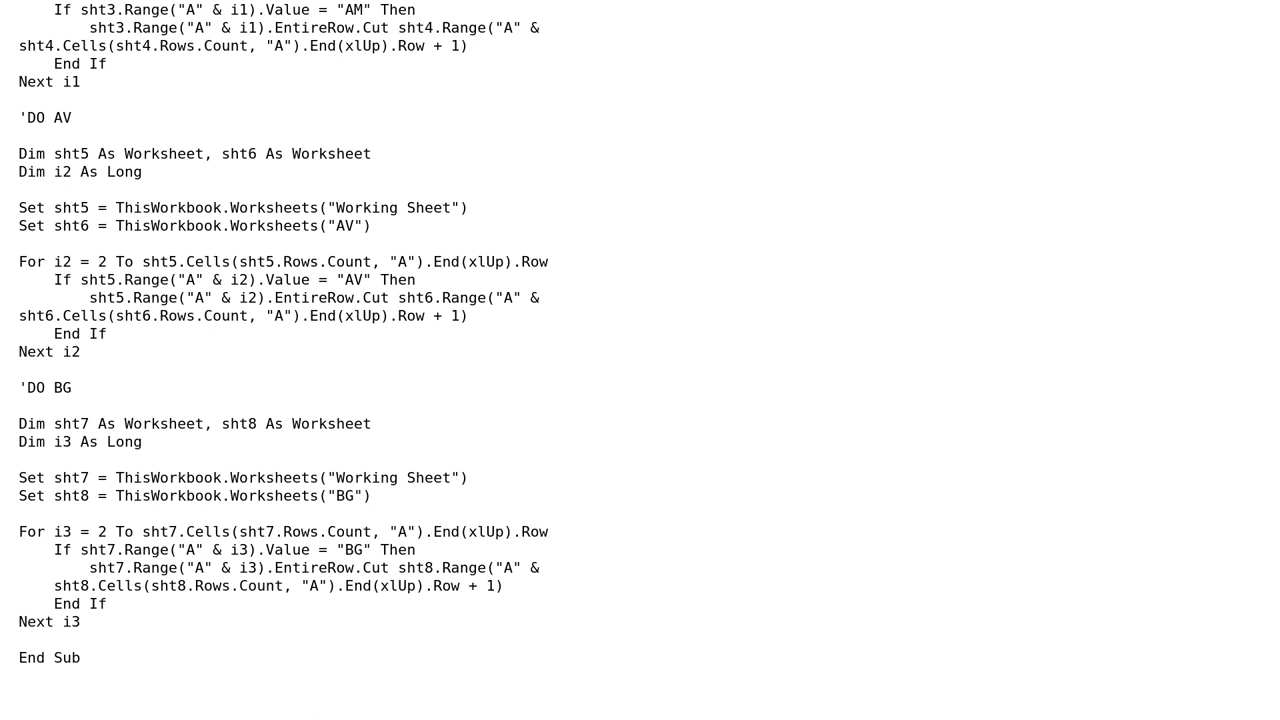 If sht3.Range("A" & i1).Value = "AM" Then
        sht3.Range("A" & i1).EntireRow.Cut sht4.Range("A" &
sht4.Cells(sht4.Rows.Count, "A").End(xlUp).Row + 1)
    End If
Next i1

'DO AV

Dim sht5 As Worksheet, sht6 As Worksheet
Dim i2 As Long

Set sht5 = ThisWorkbook.Worksheets("Working Sheet")
Set sht6 = ThisWorkbook.Worksheets("AV")

For i2 = 2 To sht5.Cells(sht5.Rows.Count, "A").End(xlUp).Row
    If sht5.Range("A" & i2).Value = "AV" Then
        sht5.Range("A" & i2).EntireRow.Cut sht6.Range("A" &
sht6.Cells(sht6.Rows.Count, "A").End(xlUp).Row + 1)
    End If
Next i2

'DO BG

Dim sht7 As Worksheet, sht8 As Worksheet
Dim i3 As Long

Set sht7 = ThisWorkbook.Worksheets("Working Sheet")
Set sht8 = ThisWorkbook.Worksheets("BG")

For i3 = 2 To sht7.Cells(sht7.Rows.Count, "A").End(xlUp).Row
    If sht7.Range("A" & i3).Value = "BG" Then
        sht7.Range("A" & i3).EntireRow.Cut sht8.Range("A" &
    sht8.Cells(sht8.Rows.Count, "A").End(xlUp).Row + 1)
    End If
Next i3

End Sub